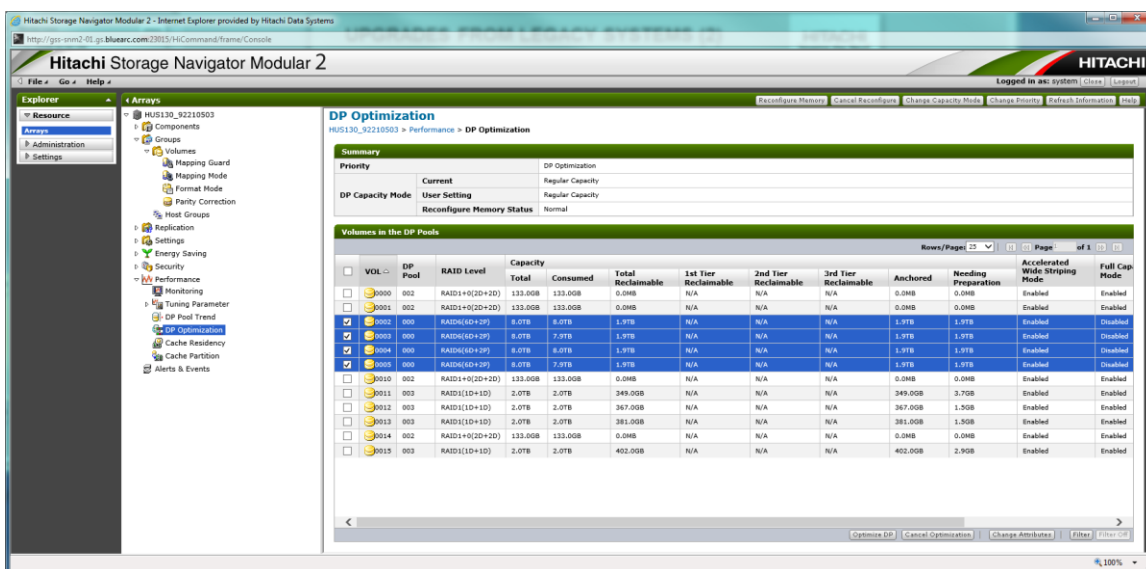 Hitachi Storage Navigator Modular 2 - Internet Explorer provided by Hitachi Data Systems
UPGRADES FROM LEGACY SYSTEMS (2)
HITACHI
http://gss-snm2-01.gs.bluearc.com:23015/HiCommand/frame/Console
Hitachi Storage Navigator Modular 2
HITACHI
File Go Help
Logged in as: system Close Logout
Explorer
Arrays
Reconfigure Memory Cancel Reconfigure Change Capacity Mode Change Priority Refresh Information Help
Resource
Arrays
Administration
Settings
HUS130_92210503
Components
Groups
Volumes
Mapping Guard
Mapping Mode
Format Mode
Parity Correction
Host Groups
Replication
Settings
Energy Saving
Security
Performance
Monitoring
Tuning Parameter
DP Pool Trend
DP Optimization
Cache Residency
Cache Partition
Alerts & Events
DP Optimization
HUS130_92210503 > Performance > DP Optimization
Summary
Priority DP Optimization
DP Capacity Mode Current Regular Capacity
User Setting Regular Capacity
Reconfigure Memory Status Normal
Volumes in the DP Pools
Rows/Page: 25 Page of 1
VOL DP Pool RAID Level Capacity Accelerated Wide Striping Mode Full Cap Mode
Total Consumed Total Reclaimable 1st Tier Reclaimable 2nd Tier Reclaimable 3rd Tier Reclaimable Anchored Needing Preparation
0000 002 RAID1+0(2D+2D) 133.0GB 133.0GB 0.0MB N/A N/A N/A 0.0MB 0.0MB Enabled Enabled
0001 002 RAID1+0(2D+2D) 133.0GB 133.0GB 0.0MB N/A N/A N/A 0.0MB 0.0MB Enabled Enabled
0002 000 RAID6(6D+2P) 8.0TB 8.0TB 1.9TB N/A N/A N/A 1.9TB 1.9TB Enabled Disabled
0003 000 RAID6(6D+2P) 8.0TB 7.9TB 1.9TB N/A N/A N/A 1.9TB 1.9TB Enabled Disabled
0004 000 RAID6(6D+2P) 8.0TB 8.0TB 1.9TB N/A N/A N/A 1.9TB 1.9TB Enabled Disabled
0005 000 RAID6(6D+2P) 8.0TB 7.9TB 1.9TB N/A N/A N/A 1.9TB 1.9TB Enabled Disabled
0010 002 RAID1+0(2D+2D) 133.0GB 133.0GB 0.0MB N/A N/A N/A 0.0MB 0.0MB Enabled Enabled
0011 003 RAID1(1D+1D) 2.0TB 2.0TB 349.0GB N/A N/A N/A 349.0GB 3.7GB Enabled Enabled
0012 003 RAID1(1D+1D) 2.0TB 2.0TB 367.0GB N/A N/A N/A 367.0GB 1.5GB Enabled Enabled
0013 003 RAID1(1D+1D) 2.0TB 2.0TB 381.0GB N/A N/A N/A 381.0GB 1.5GB Enabled Enabled
0014 002 RAID1+0(2D+2D) 133.0GB 133.0GB 0.0MB N/A N/A N/A 0.0MB 0.0MB Enabled Enabled
0015 003 RAID1(1D+1D) 2.0TB 2.0TB 402.0GB N/A N/A N/A 402.0GB 2.9GB Enabled Enabled
Optimize DP Cancel Optimization Change Attributes Filter Filter Off
100%